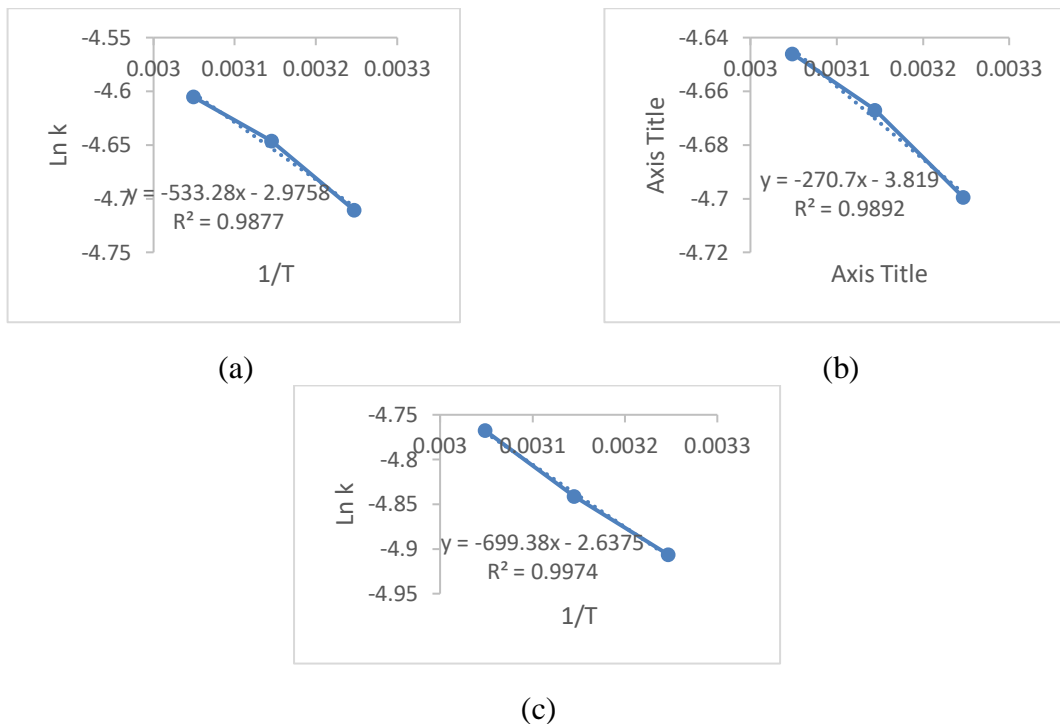 -4.55
0.003 0.0031 0.0032 0.0033
-4.6
-4.65
-4.7
-4.75
Ln k
y = -533.28x - 2.9758
R² = 0.9877
1/T
(a)
-4.64
0.003 0.0031 0.0032 0.0033
-4.66
-4.68
-4.7
-4.72
Axis Title
y = -270.7x - 3.819
R² = 0.9892
Axis Title
(b)
-4.75
0.003 0.0031 0.0032 0.0033
-4.8
-4.85
-4.9
-4.95
Ln k
y = -699.38x - 2.6375
R² = 0.9974
1/T
(c)